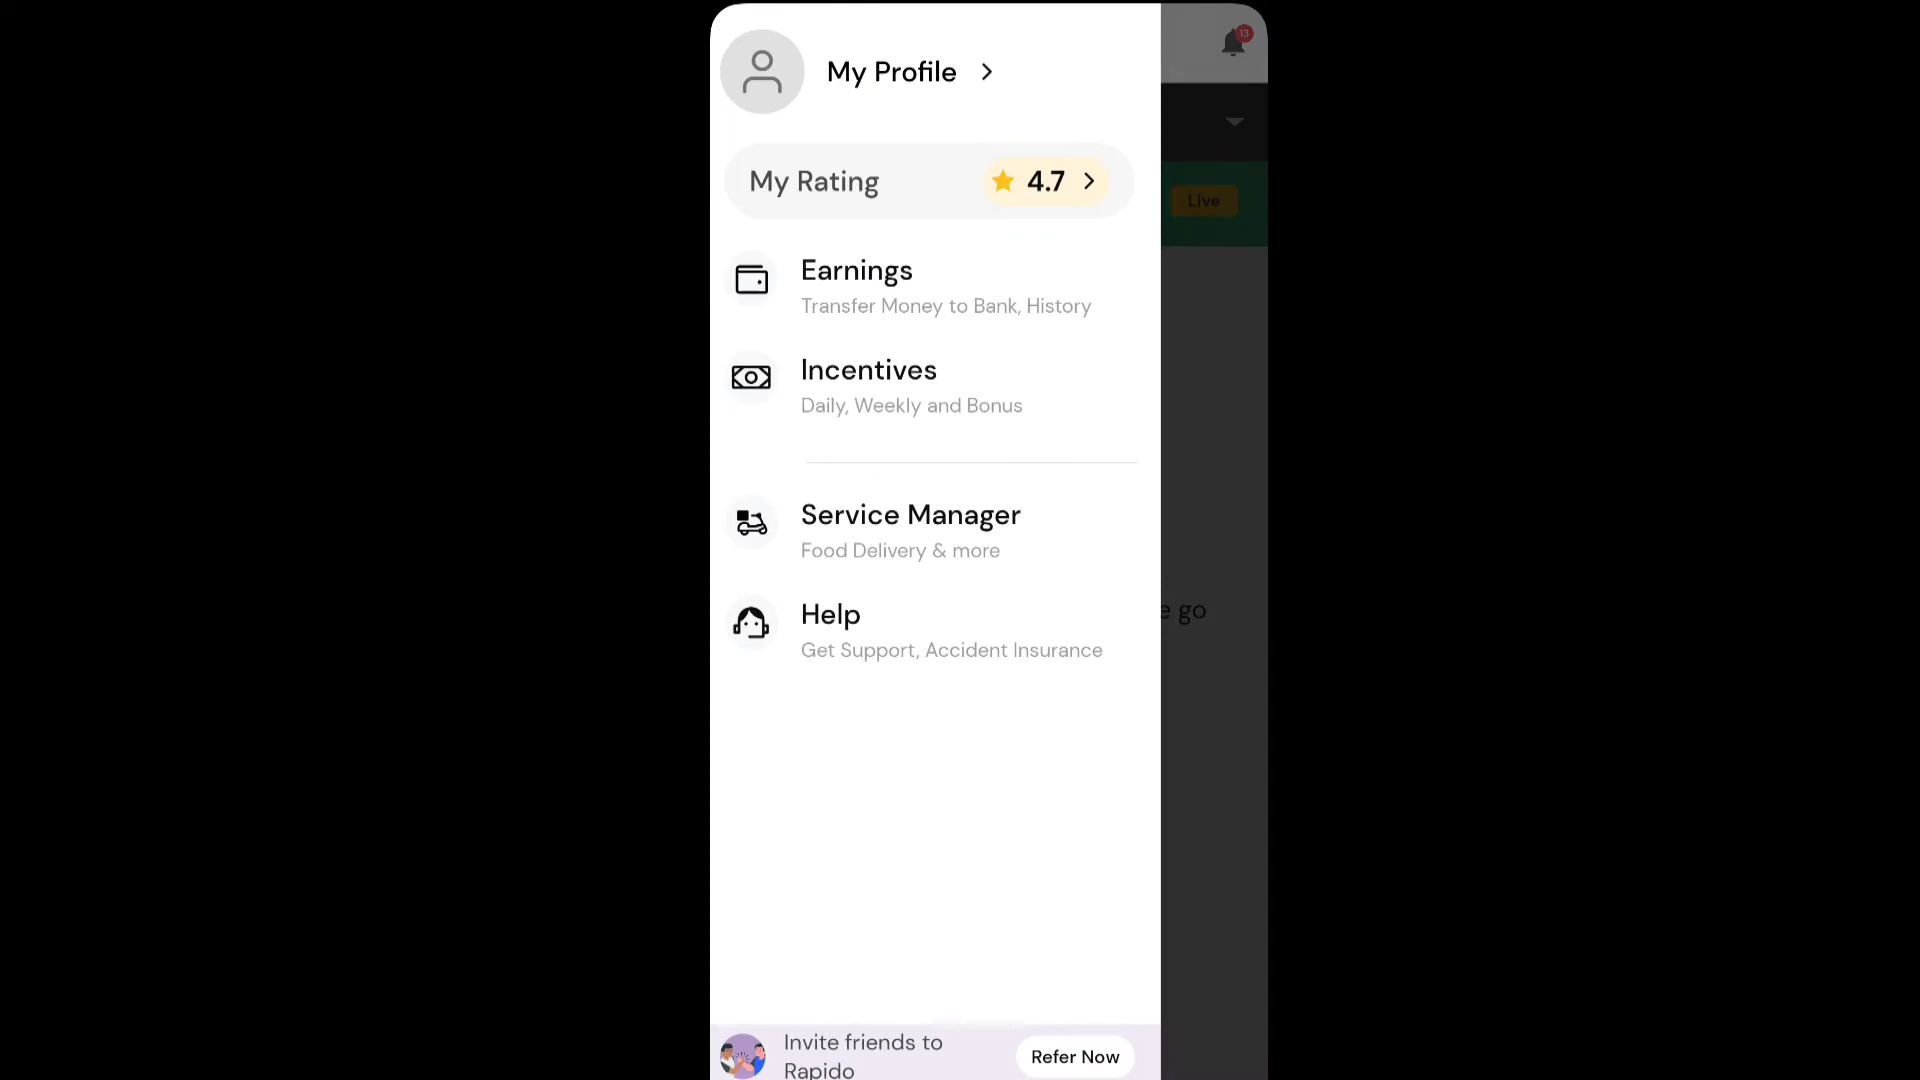 13
My Profile
My Rating
4.7
Live
Earnings
Transfer Money to Bank, History
Incentives
Daily, Weekly and Bonus
Service Manager
Food Delivery & more
e go
Help
Get Support, Accident Insurance
Invite friends to
Rapido
Refer Now